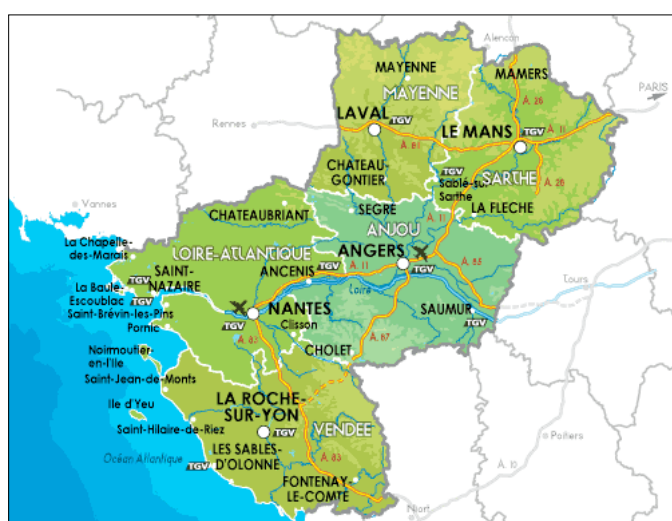 Alençon
MAYENNE
MAMERS
MAYENNE
PARIS
A. 28
LAVAL
TGV
LE MANS
TGV
A. 11
Rennes
A. 81
CHATEAU-
GONTIER
TGV
Sablé-sur-
Sarthe
SARTHE
A. 28
Vannes
CHATEAUBRIANT
SEGRE
LA FLECHE
A. 11
ANJOU
La Chapelle-
des-Marais
LOIRE-ATLANTIQUE
ANGERS
TGV
A. 85
TGV
SAINT-
NAZAIRE
ANCENIS
TGV
A. 11
Tours
La Baule-
Escoublac
TGV
Loire
Saint-Brévin-les-Pins
NANTES
SAUMUR
TGV
Pornic
TGV
Clisson
A. 83
A. 87
Noirmoutier-
en-l'Ile
CHOLET
Saint-Jean-de-Monts
LA ROCHE-
SUR-YON
Ile d'Yeu
TGV
VENDEE
Saint-Hilaire-de-Riez
Poitiers
Océan Atlantique
TGV
LES SABLES-
D'OLONNE
A. 83
A. 10
FONTENAY-
LE-COMTE
Niort